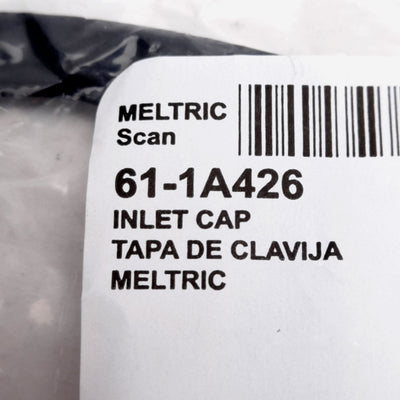 MELTRIC
Scan
61-1A426
INLET CAP
TAPA DE CLAVIJA
MELTRIC